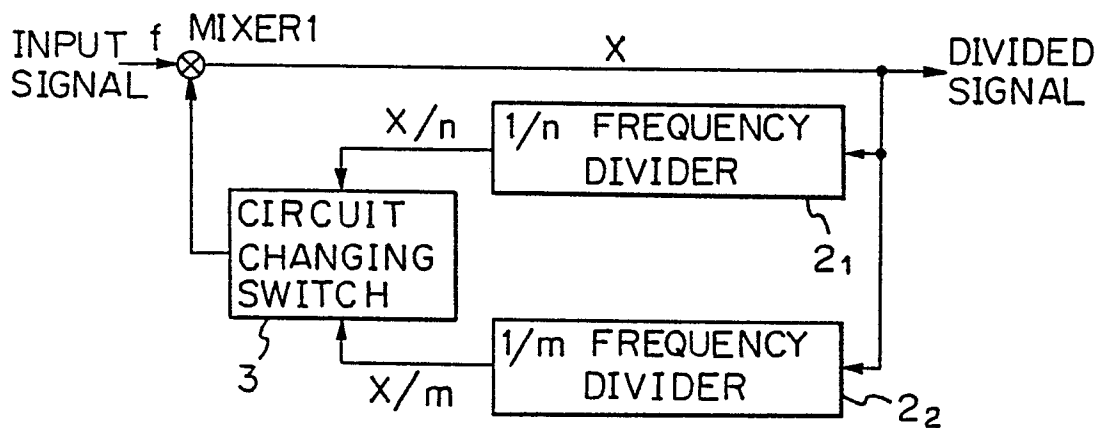 INPUT f MIXER1
SIGNAL
X
DIVIDED
SIGNAL
X/n
1/n FREQUENCY
DIVIDER
2₁
CIRCUIT
CHANGING
SWITCH
3
X/m
1/m FREQUENCY
DIVIDER
2₂